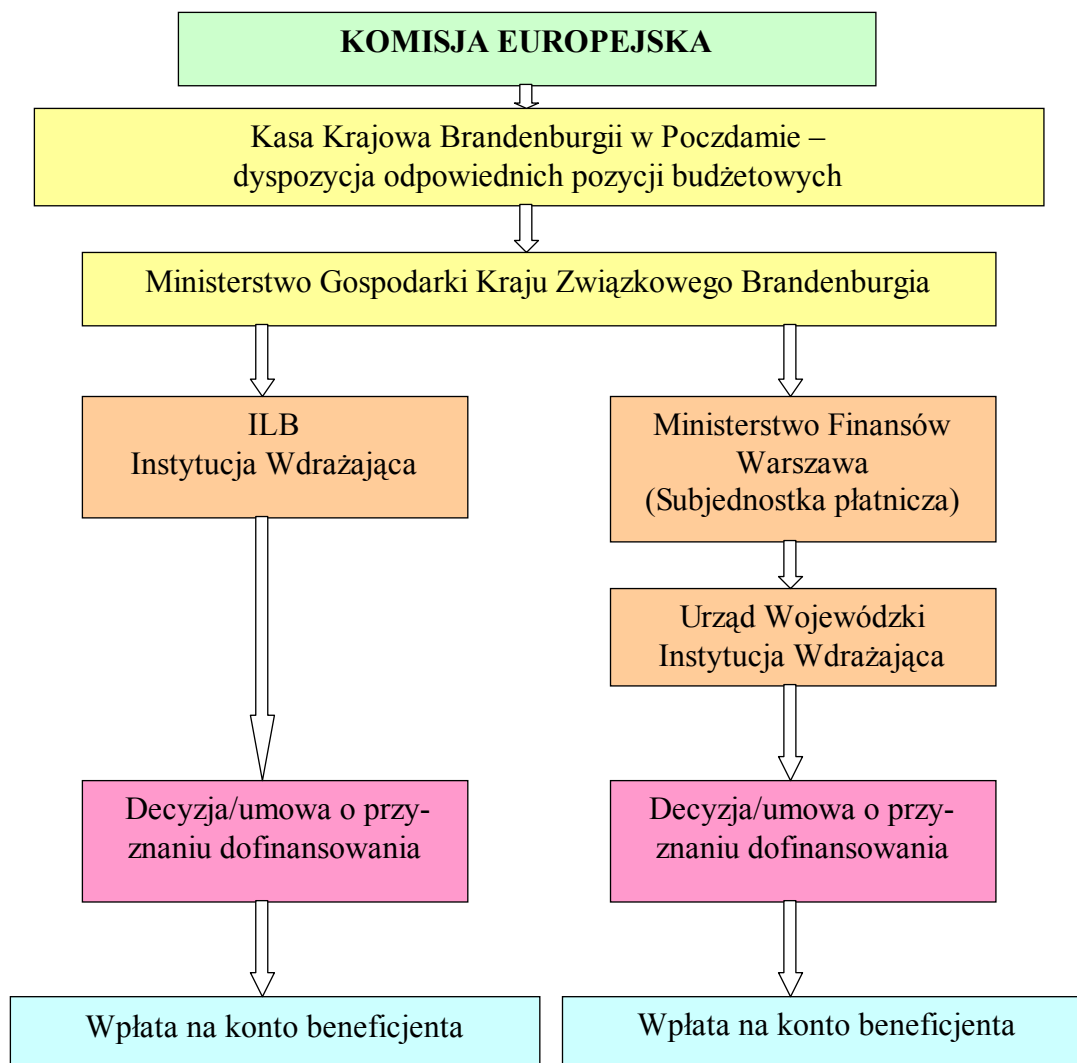 KOMISJA EUROPEJSKA
Kasa Krajowa Brandenburgii w Poczdamie –
dyspozycja odpowiednich pozycji budżetowych
Ministerstwo Gospodarki Kraju Związkowego Brandenburgia
ILB
Instytucja Wdrażająca
Ministerstwo Finansów
Warszawa
(Subjednostka płatnicza)
Urząd Wojewódzki
Instytucja Wdrażająca
Decyzja/umowa o przy-
znaniu dofinansowania
Decyzja/umowa o przy-
znaniu dofinansowania
Wpłata na konto beneficjenta
Wpłata na konto beneficjenta